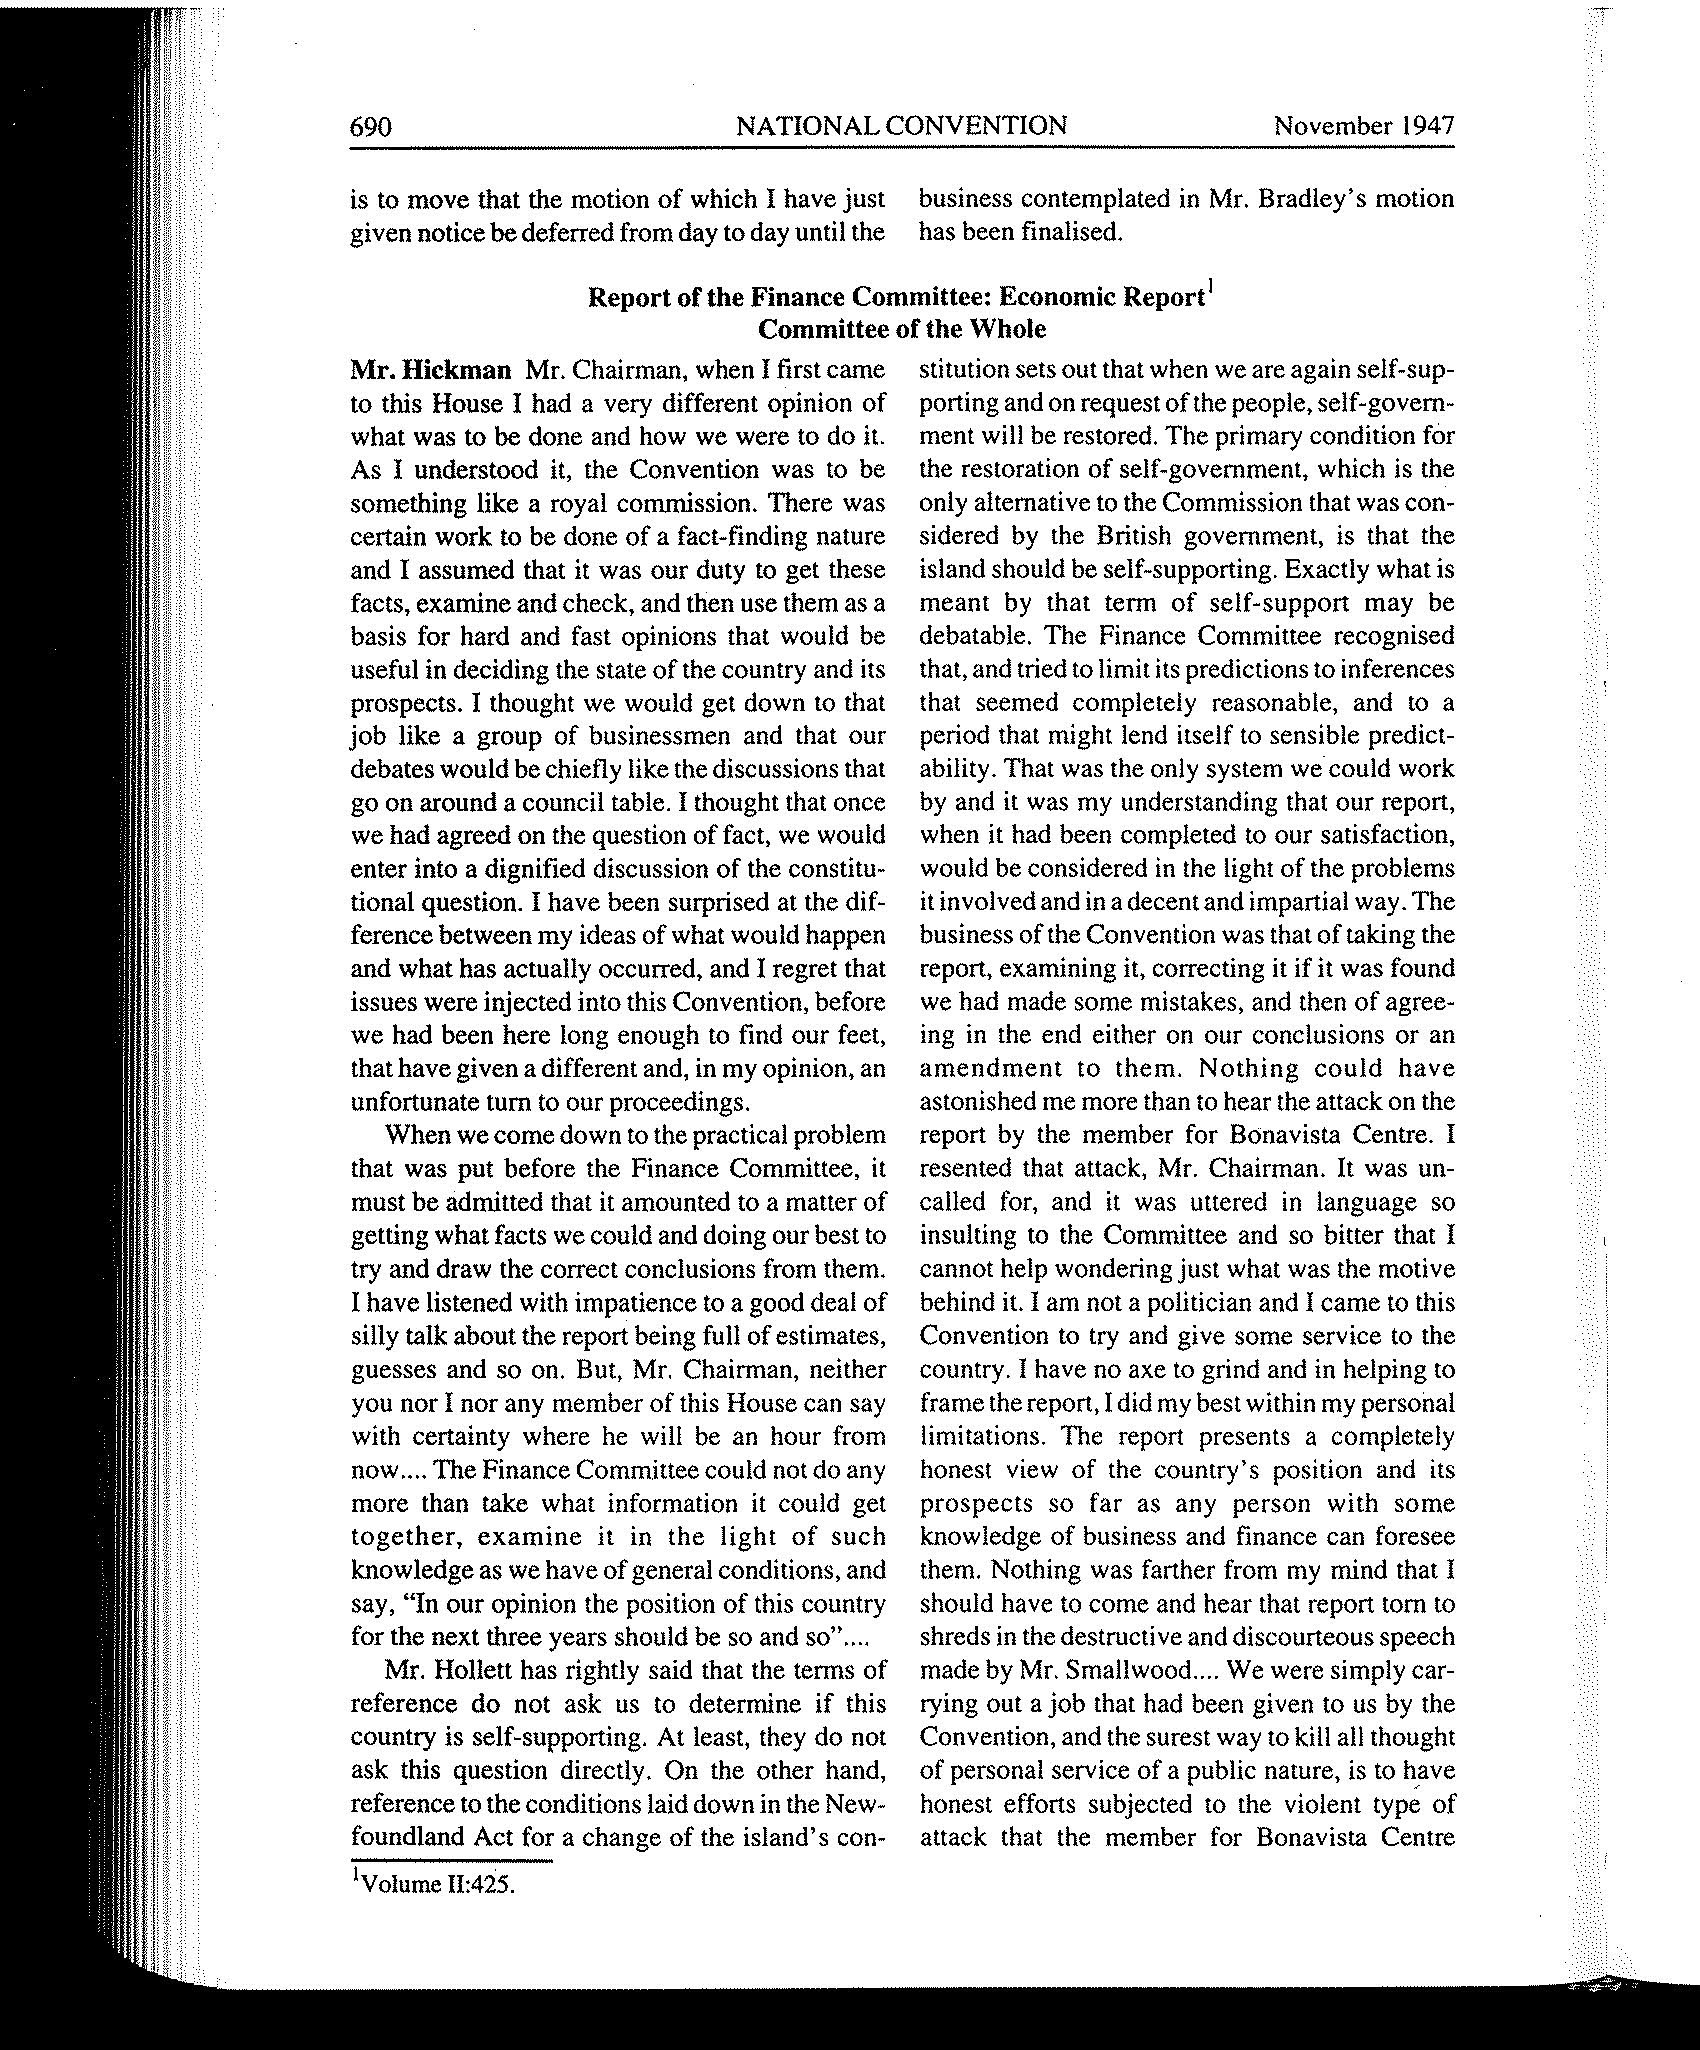 690
NATIONAL CONVENTION
November 1947
is to move that the motion of which I have just
given notice be deferred from day to day until the
business contemplated in Mr. Bradley's motion
has been finalised.
Report of the Finance Committee: Economic Report1
Committee of the Whole
Mr. Hickman Mr. Chairman, when I first came
to this House I had a very different opinion of
what was to be done and how we were to do it.
As I understood it, the Convention was to be
something like a royal commission. There was
certain work to be done of a fact-finding nature
and I assumed that it was our duty to get these
facts, examine and check, and then use them as a
basis for hard and fast opinions that would be
useful in deciding the state of the country and its
prospects. I thought we would get down to that
job like a group of businessmen and that our
debates would be chiefly like the discussions that
go on around a council table. I thought that once
we had agreed on the question of fact, we would
enter into a dignified discussion of the constitu-
tional question. I have been surprised at the dif-
ference between my ideas of what would happen
and what has actually occurred, and I regret that
issues were injected into this Convention, before
we had been here long enough to find our feet,
that have given a different and, in my opinion, an
unfortunate turn to our proceedings.
When we come down to the practical problem
that was put before the Finance Committee, it
must be admitted that it amounted to a matter of
getting what facts we could and doing our best to
try and draw the correct conclusions from them.
I have listened with impatience to a good deal of
silly talk about the report being full of estimates,
guesses and so on. But, Mr. Chairman, neither
you nor I nor any member of this House can say
with certainty where he will be an hour from
now.... The Finance Committee could not do any
more than take what information it could get
together, examine it in the light of such
knowledge as we have of general conditions, and
say, "In our opinion the position of this country
for the next three years should be so and so"....
Mr. Hollett has rightly said that the terms of
reference do not ask us to determine if this
country is self-supporting. At least, they do not
ask this question directly. On the other hand,
reference to the conditions laid down in the New-
foundland Act for a change of the island's con-
stitution sets out that when we are again self-sup-
porting and on request of the people, self-govern-
ment will be restored. The primary condition for
the restoration of self-government, which is the
only alternative to the Commission that was con-
sidered by the British government, is that the
island should be self-supporting. Exactly what is
meant by that term of self-support may be
debatable. The Finance Committee recognised
that, and tried to limit its predictions to inferences
that seemed completely reasonable, and to a
period that might lend itself to sensible predict-
ability. That was the only system we could work
by and it was my understanding that our report,
when it had been completed to our satisfaction,
would be considered in the light of the problems
it involved and in a decent and impartial way. The
business of the Convention was that of taking the
report, examining it, correcting it if it was found
we had made some mistakes, and then of agree-
ing in the end either on our conclusions or an
amendment to them. Nothing could have
astonished me more than to hear the attack on the
report by the member for Bonavista Centre. I
resented that attack, Mr. Chairman. It was un-
called for, and it was uttered in language so
insulting to the Committee and so bitter that I
cannot help wondering just what was the motive
behind it. I am not a politician and I came to this
Convention to try and give some service to the
country. I have no axe to grind and in helping to
frame the report, I did my best within my personal
limitations. The report presents a completely
honest view of the country's position and its
prospects so far as any person with some
knowledge of business and finance can foresee
them. Nothing was farther from my mind that I
should have to come and hear that report torn to
shreds in the destructive and discourteous speech
made by Mr. Smallwood.... We were simply car-
rying out a job that had been given to us by the
Convention, and the surest way to kill all thought
of personal service of a public nature, is to have
honest efforts subjected to the violent type of
attack that the member for Bonavista Centre
1Volume II:425.